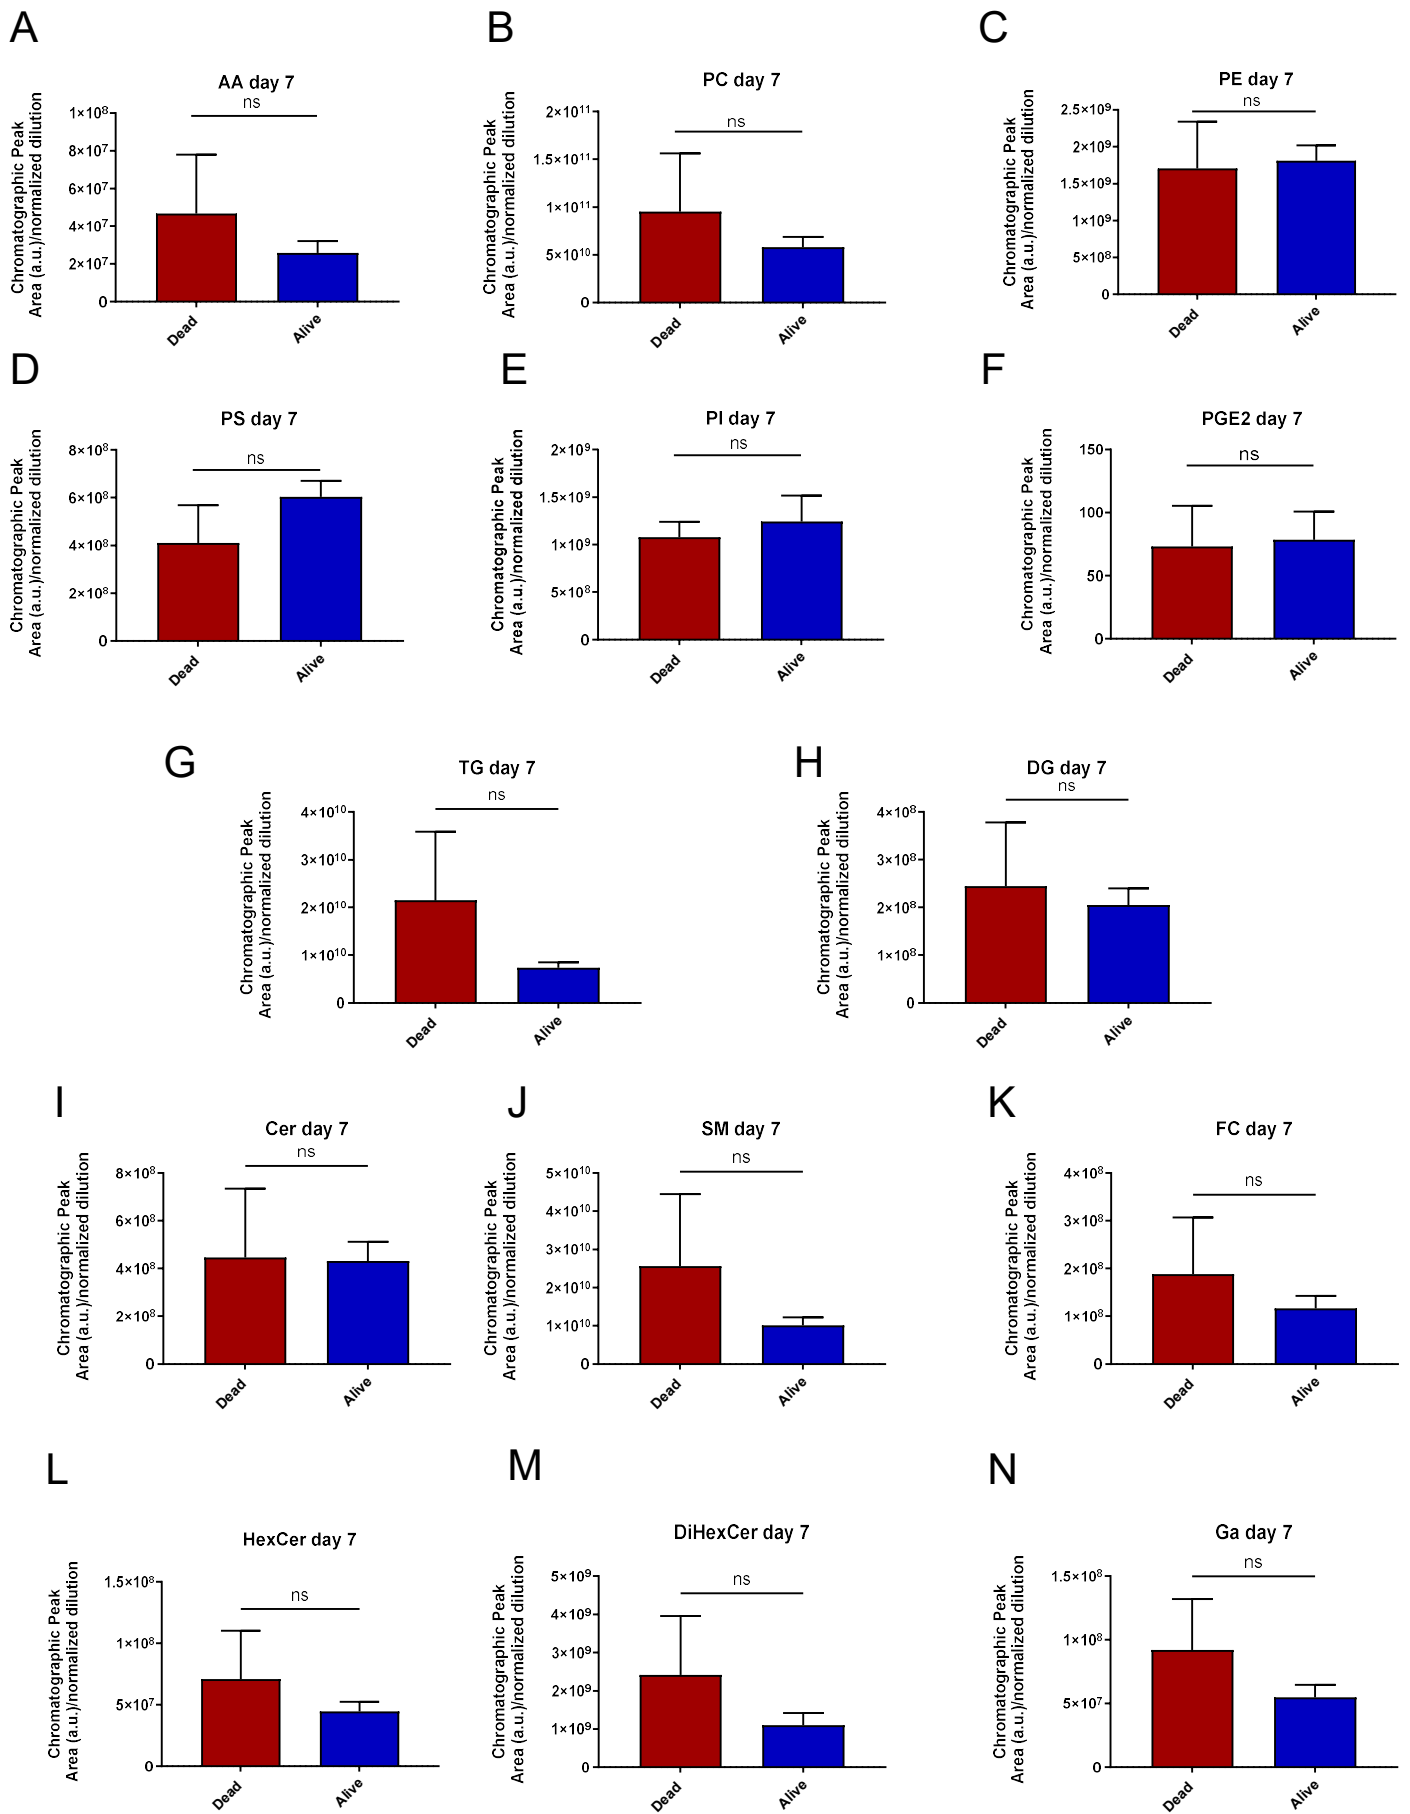 A
AA day 7
ns
Chromatographic Peak
Area (a.u.)/normalized dilution
1×10⁸
8×10⁷
6×10⁷
4×10⁷
2×10⁷
0
Dead
Alive
B
PC day 7
ns
Chromatographic Peak
Area (a.u.)/normalized dilution
2×10¹¹
1.5×10¹¹
1×10¹¹
5×10¹⁰
0
Dead
Alive
C
PE day 7
ns
Chromatographic Peak
Area (a.u.)/normalized dilution
2.5×10⁹
2×10⁹
1.5×10⁹
1×10⁹
5×10⁸
0
Dead
Alive
D
PS day 7
ns
Chromatographic Peak
Area (a.u.)/normalized dilution
8×10⁸
6×10⁸
4×10⁸
2×10⁸
0
Dead
Alive
E
PI day 7
ns
Chromatographic Peak
Area (a.u.)/normalized dilution
2×10⁹
1.5×10⁹
1×10⁹
5×10⁸
0
Dead
Alive
F
PGE2 day 7
ns
Chromatographic Peak
Area (a.u.)/normalized dilution
150
100
50
0
Dead
Alive
G
TG day 7
ns
Chromatographic Peak
Area (a.u.)/normalized dilution
4×10¹⁰
3×10¹⁰
2×10¹⁰
1×10¹⁰
0
Dead
Alive
H
DG day 7
ns
Chromatographic Peak
Area (a.u.)/normalized dilution
4×10⁸
3×10⁸
2×10⁸
1×10⁸
0
Dead
Alive
I
Cer day 7
ns
Chromatographic Peak
Area (a.u.)/normalized dilution
8×10⁸
6×10⁸
4×10⁸
2×10⁸
0
Dead
Alive
J
SM day 7
ns
Chromatographic Peak
Area (a.u.)/normalized dilution
5×10¹⁰
4×10¹⁰
3×10¹⁰
2×10¹⁰
1×10¹⁰
0
Dead
Alive
K
FC day 7
ns
Chromatographic Peak
Area (a.u.)/normalized dilution
4×10⁸
3×10⁸
2×10⁸
1×10⁸
0
Dead
Alive
L
HexCer day 7
ns
Chromatographic Peak
Area (a.u.)/normalized dilution
1.5×10⁸
1×10⁸
5×10⁷
0
Dead
Alive
M
DiHexCer day 7
ns
Chromatographic Peak
Area (a.u.)/normalized dilution
5×10⁹
4×10⁹
3×10⁹
2×10⁹
1×10⁹
0
Dead
Alive
N
Ga day 7
ns
Chromatographic Peak
Area (a.u.)/normalized dilution
1.5×10⁸
1×10⁸
5×10⁷
0
Dead
Alive